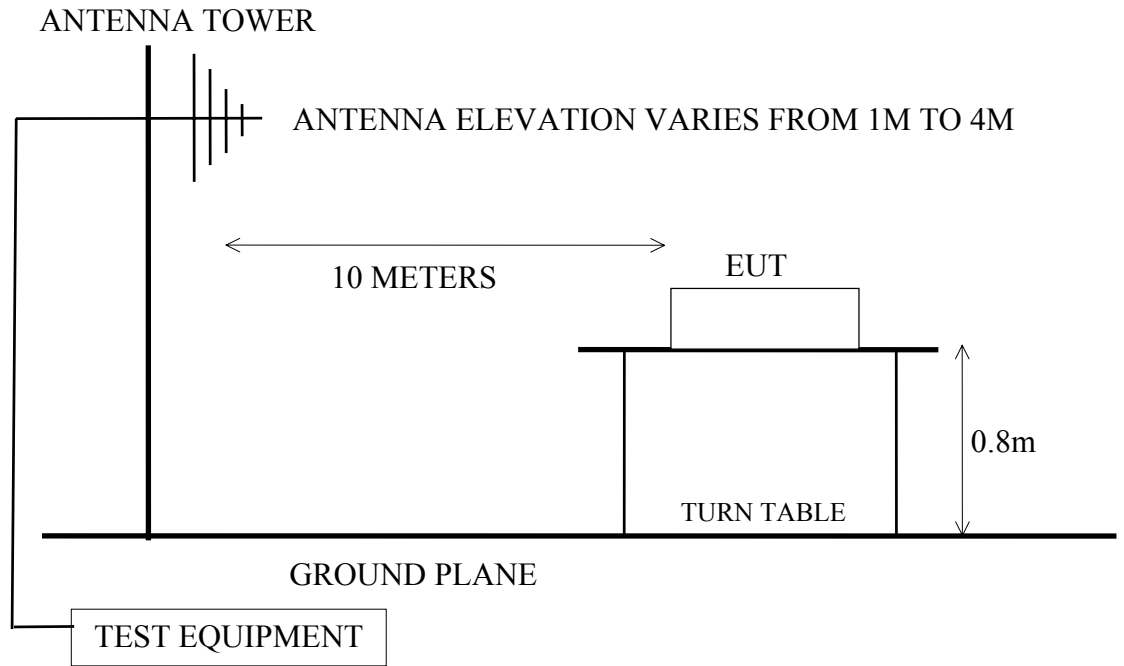 ANTENNA TOWER
ANTENNA ELEVATION VARIES FROM 1M TO 4M
10 METERS
EUT
0.8m
TURN TABLE
GROUND PLANE
TEST EQUIPMENT